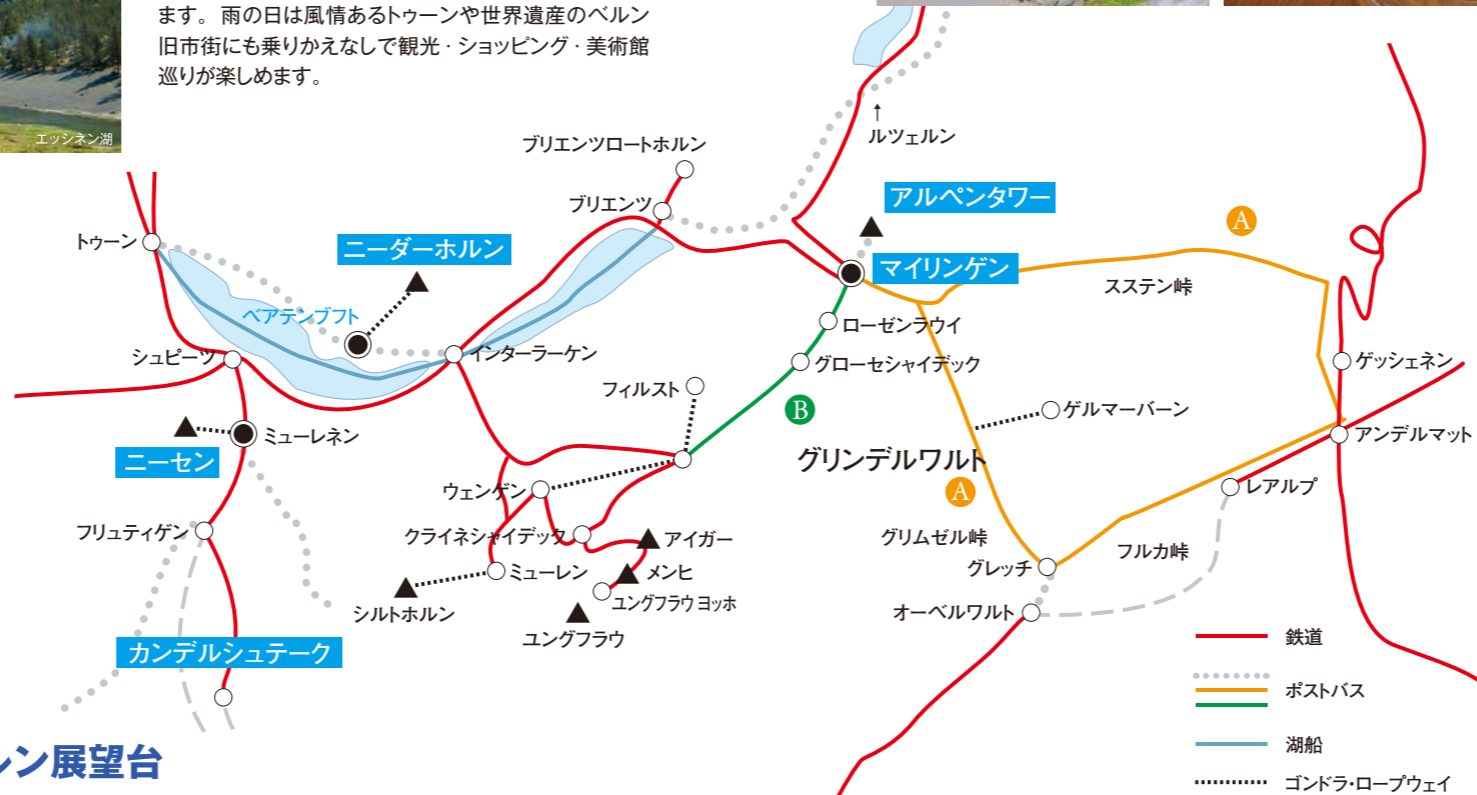 ます。雨の日は風情あるトゥーンや世界遺産のベルン
旧市街にも乗りかえなしで観光・ショッピング・美術館
巡りが楽しめます。
エッシネン湖
ブリエンツロートホルン
↑
ルツェルン
ブリエンツ
アルペンタワー
A
トゥーン
ニーダーホルン
マイリンゲン
スステン峠
ベアテンブフト
ローゼンラウイ
シュピーツ
インターラーケン
グローセシャイデック
ゲッシェネン
フィルスト
B
ゲルマーバーン
ミューレネン
アンデルマット
ニーセン
グリンデルワルト
ウェンゲン
A
レアルプ
フリュティゲン
クライネシャイデック
アイガー
グリムゼル峠
フルカ峠
ミューレン
メンヒ
グレッチ
シルトホルン
ユングフラウ ヨッホ
オーベルワルト
ユングフラウ
カンデルシュテーク
鉄道
ポストバス
湖船
ゴンドラ・ロープウェイ
ルン展望台